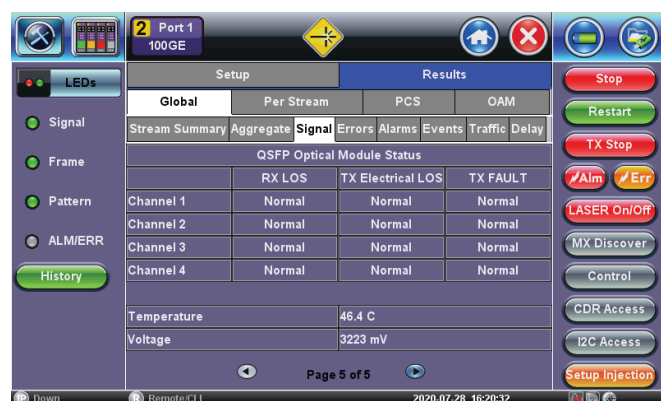 2 Port 1
100GE
LEDs
Signal
Frame
Pattern
ALM/ERR
History
Setup Results
Global Per Stream PCS OAM
Stream Summary Aggregate Signal Errors Alarms Events Traffic Delay
QSFP Optical Module Status
RX LOS TX Electrical LOS TX FAULT
Channel 1 Normal Normal Normal
Channel 2 Normal Normal Normal
Channel 3 Normal Normal Normal
Channel 4 Normal Normal Normal
Temperature 46.4 C
Voltage 3223 mV
Page 5 of 5
Stop
Restart
TX Stop
Alm Err
LASER On/Off
MX Discover
Control
CDR Access
I2C Access
Setup Injection
P Down R Remote/CLI 2020-07-28 16:20:32